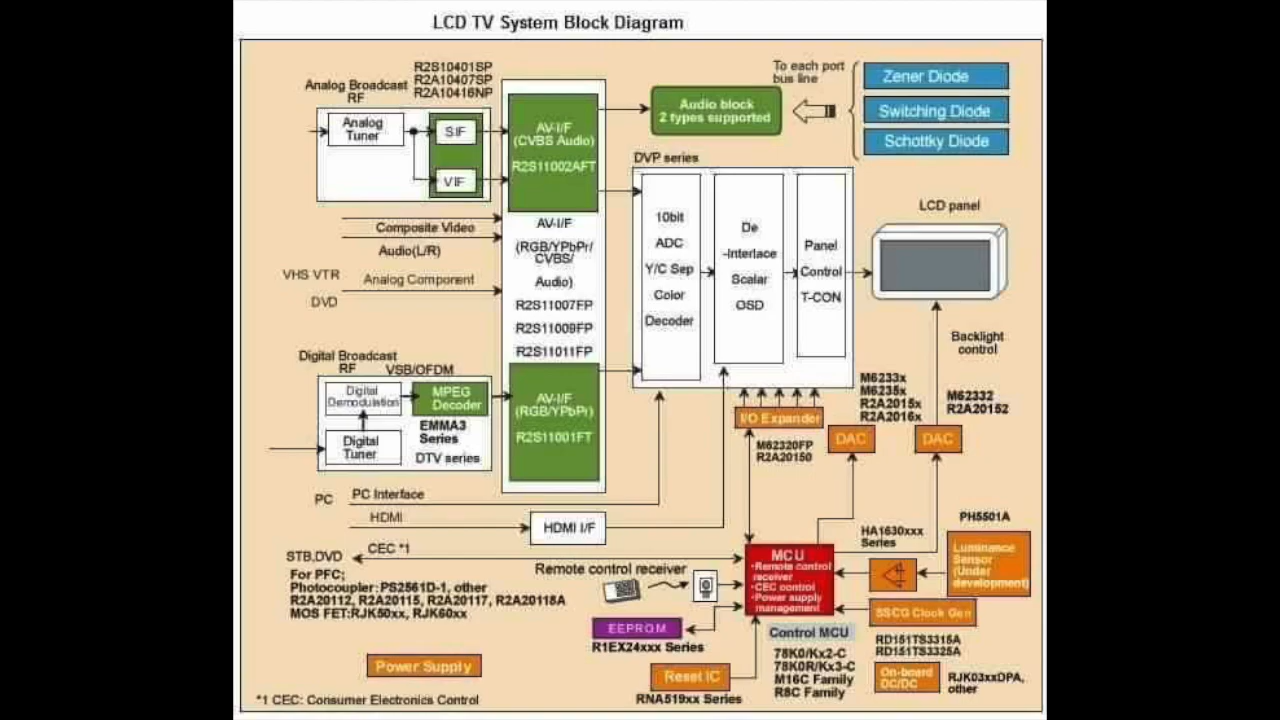 LCD TV System Block Diagram
R2S10401SP
R2A10407SP
R2A10416NP
Analog Broadcast
RF
Analog
Tuner
SIF
VIF
AV-I/F
(CVBS Audio)
R2S11002AFT
Audio block
2 types supported
To each port
bus line
Zener Diode
Switching Diode
Schottky Diode
DVP series
Composite Video
Audio(L/R)
VHS VTR
Analog Component
DVD
AV-I/F
(RGB/YPbPr/
CVBS/
Audio)
R2S11007FP
R2S11009FP
R2S11011FP
10bit
ADC
Y/C Sep
Color
Decoder
De
-Interlace
Scalar
OSD
Panel
Control
T-CON
LCD panel
Backlight
control
Digital Broadcast
RF
VSB/OFDM
Digital
Demodulation
MPEG
Decoder
EMMA3
Series
Digital
Tuner
DTV series
AV-I/F
(RGB/YPbPr)
R2S11001FT
I/O Expander
M62320FP
R2A20150
M6233x
M6235x
R2A2015x
R2A2016x
DAC
M62332
R2A20152
DAC
PC
PC Interface
HDMI
HDMI I/F
STB,DVD
CEC *1
For PFC;
Photocoupler:PS2561D-1, other
R2A20112, R2A20115, R2A20117, R2A20118A
MOS FET:RJK50xx, RJK60xx
Remote control receiver
MCU
•Remote control
receiver
•CEC control
•Power supply
management
HA1630xxx
Series
PH5501A
Luminance
Sensor
(Under
development)
SSCG Clock Gen
RD151TS3315A
RD151TS3325A
EEPROM
R1EX24xxx Series
Control MCU
78K0/Kx2-C
78K0R/Kx3-C
M16C Family
R8C Family
On-board
DC/DC
RJK03xxDPA,
other
Power Supply
Reset IC
RNA519xx Series
*1 CEC: Consumer Electronics Control